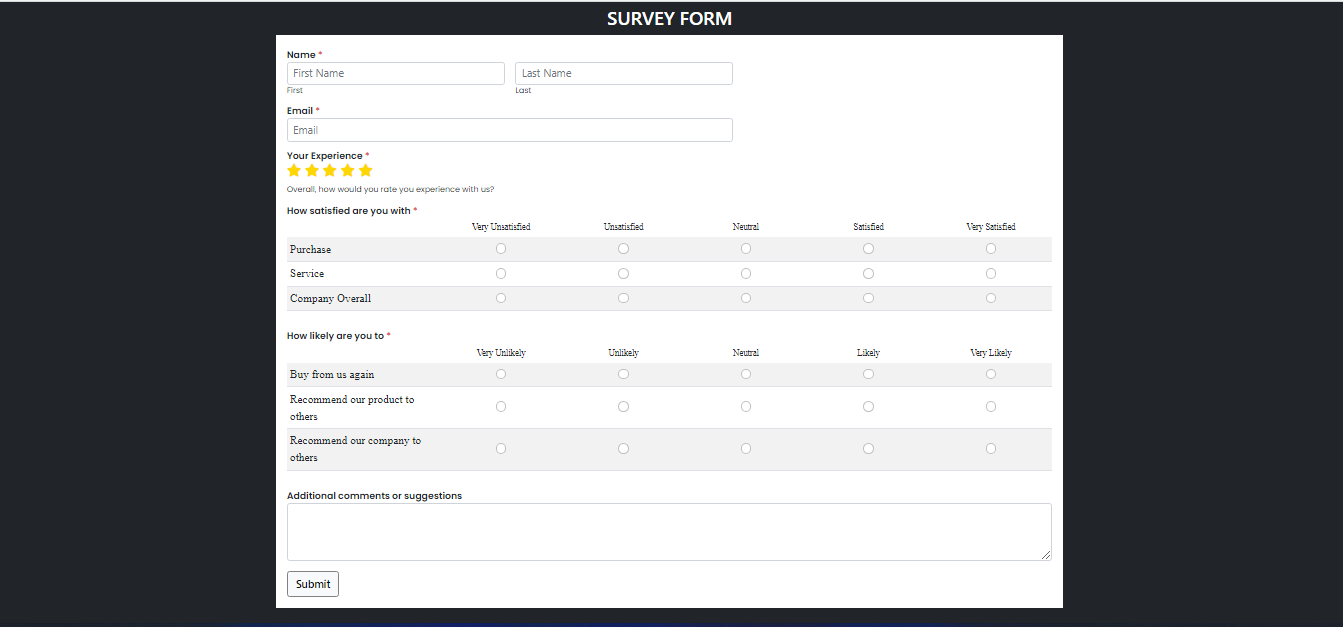 SURVEY FORM
Name *
First Name Last Name
First Last
Email *
Email
Your Experience *
Overall, how would you rate you experience with us?
How satisfied are you with *
Very Unsatisfied Unsatisfied Neutral Satisfied Very Satisfied
Purchase
Service
Company Overall
How likely are you to *
Very Unlikely Unlikely Neutral Likely Very Likely
Buy from us again
Recommend our product to
others
Recommend our company to
others
Additional comments or suggestions
Submit